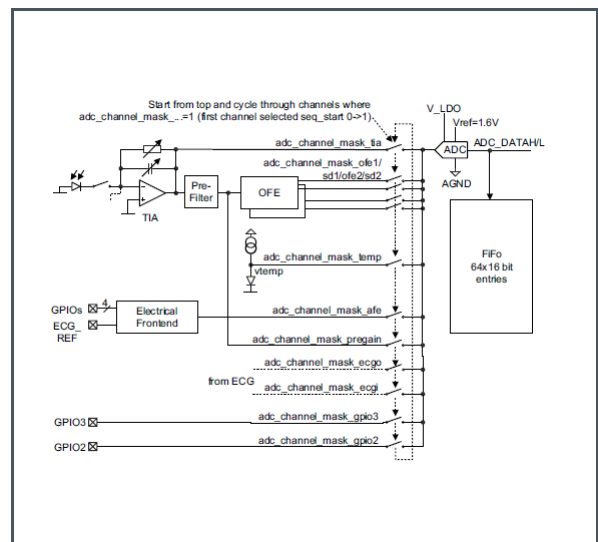 Start from top and cycle through channels where
adc_channel_mask_...=1 (first channel selected seq_start 0->1)
V_LDO
Vref=1.6V
adc_channel_mask_tia
ADC
ADC_DATAH/L
adc_channel_mask_ofe1/
sd1/ofe2/sd2
AGND
Pre-
Filter
OFE
TIA
FiFo
64x16 bit
entries
adc_channel_mask_temp
vtemp
GPIOs
4
ECG_
REF
Electrical
Frontend
adc_channel_mask_afe
adc_channel_mask_pregain
adc_channel_mask_ecgo
from ECG
adc_channel_mask_ecgi
GPIO3
adc_channel_mask_gpio3
GPIO2
adc_channel_mask_gpio2